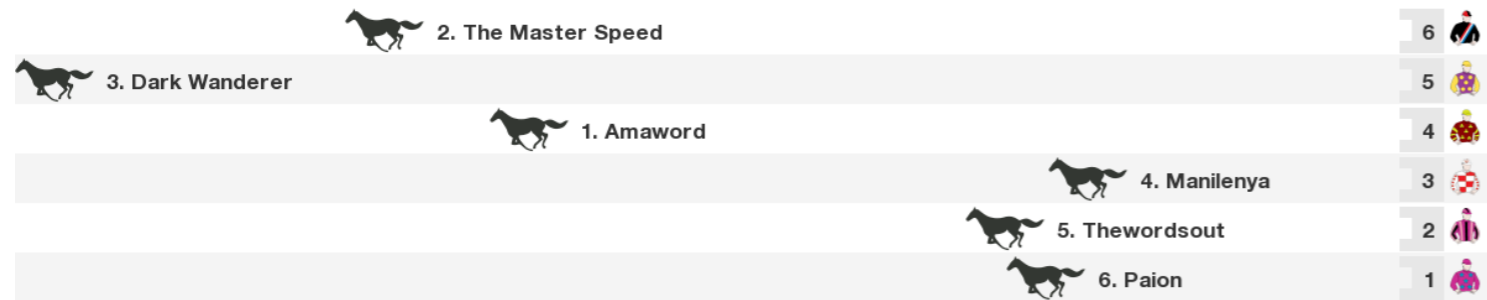 2. The Master Speed 6
3. Dark Wanderer 5
1. Amaword 4
4. Manilenya 3
5. Thewordsout 2
6. Paion 1